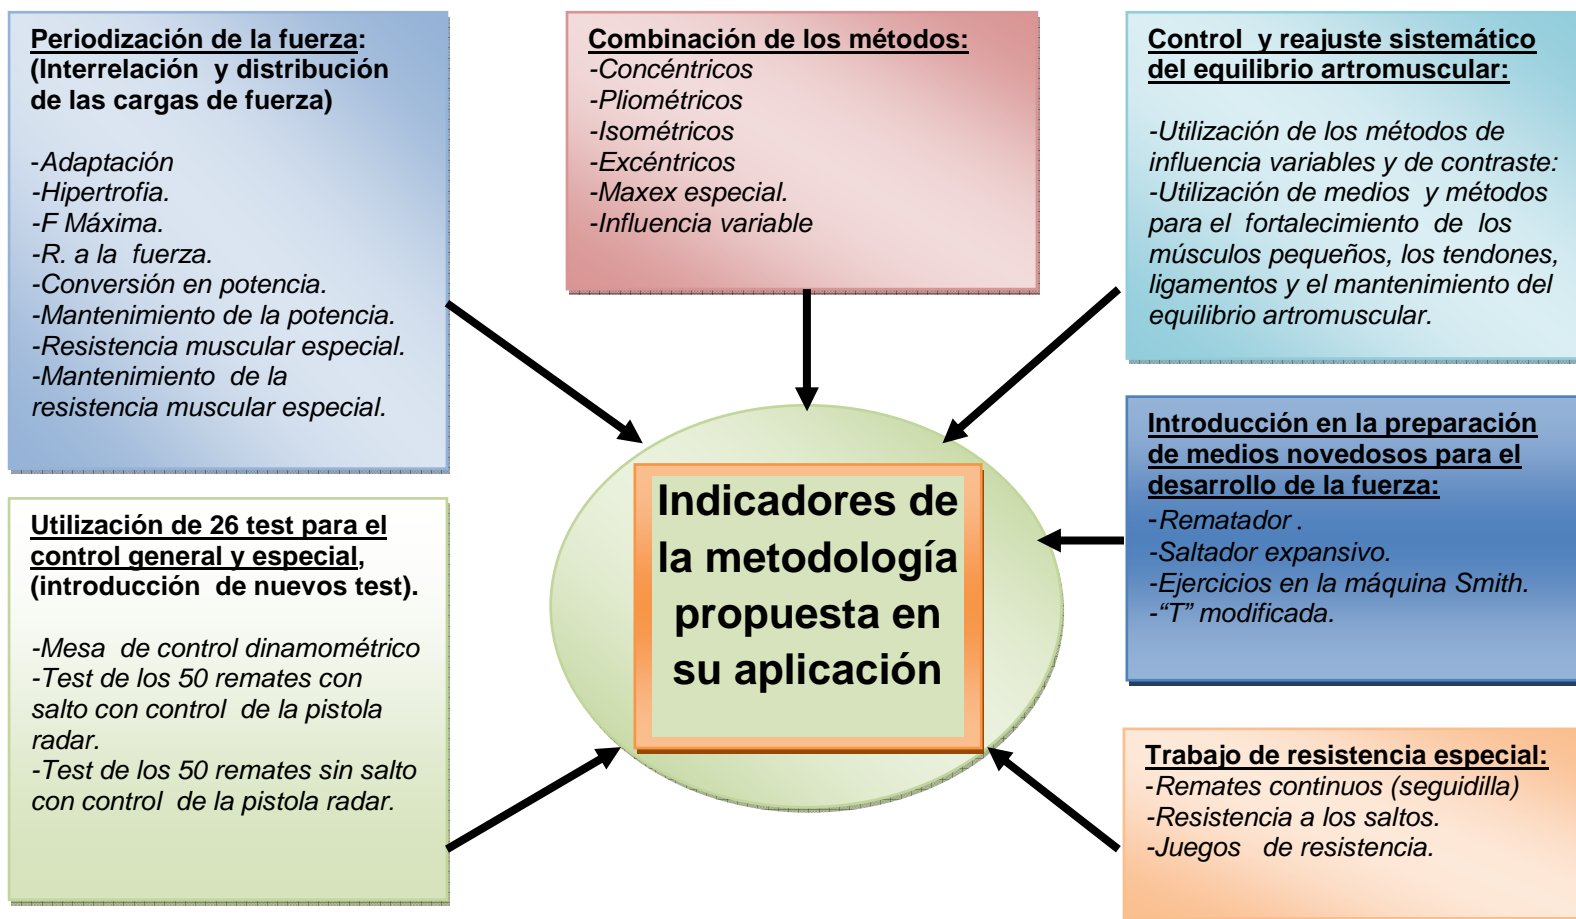 Periodización de la fuerza:
(Interrelación y distribución
de las cargas de fuerza)
-Adaptación
-Hipertrofia.
-F Máxima.
-R. a la fuerza.
-Conversión en potencia.
-Mantenimiento de la potencia.
-Resistencia muscular especial.
-Mantenimiento de la
resistencia muscular especial.
Combinación de los métodos:
-Concéntricos
-Pliométricos
-Isométricos
-Excéntricos
-Maxex especial.
-Influencia variable
Control y reajuste sistemático
del equilibrio artromuscular:
-Utilización de los métodos de
influencia variables y de contraste:
-Utilización de medios y métodos
para el fortalecimiento de los
músculos pequeños, los tendones,
ligamentos y el mantenimiento del
equilibrio artromuscular.
Utilización de 26 test para el
control general y especial,
(introducción de nuevos test).
-Mesa de control dinamométrico
-Test de los 50 remates con
salto con control de la pistola
radar.
-Test de los 50 remates sin salto
con control de la pistola radar.
Indicadores de
la metodología
propuesta en
su aplicación
Introducción en la preparación
de medios novedosos para el
desarrollo de la fuerza:
-Rematador .
-Saltador expansivo.
-Ejercicios en la máquina Smith.
-“T” modificada.
Trabajo de resistencia especial:
-Remates continuos (seguidilla)
-Resistencia a los saltos.
-Juegos de resistencia.